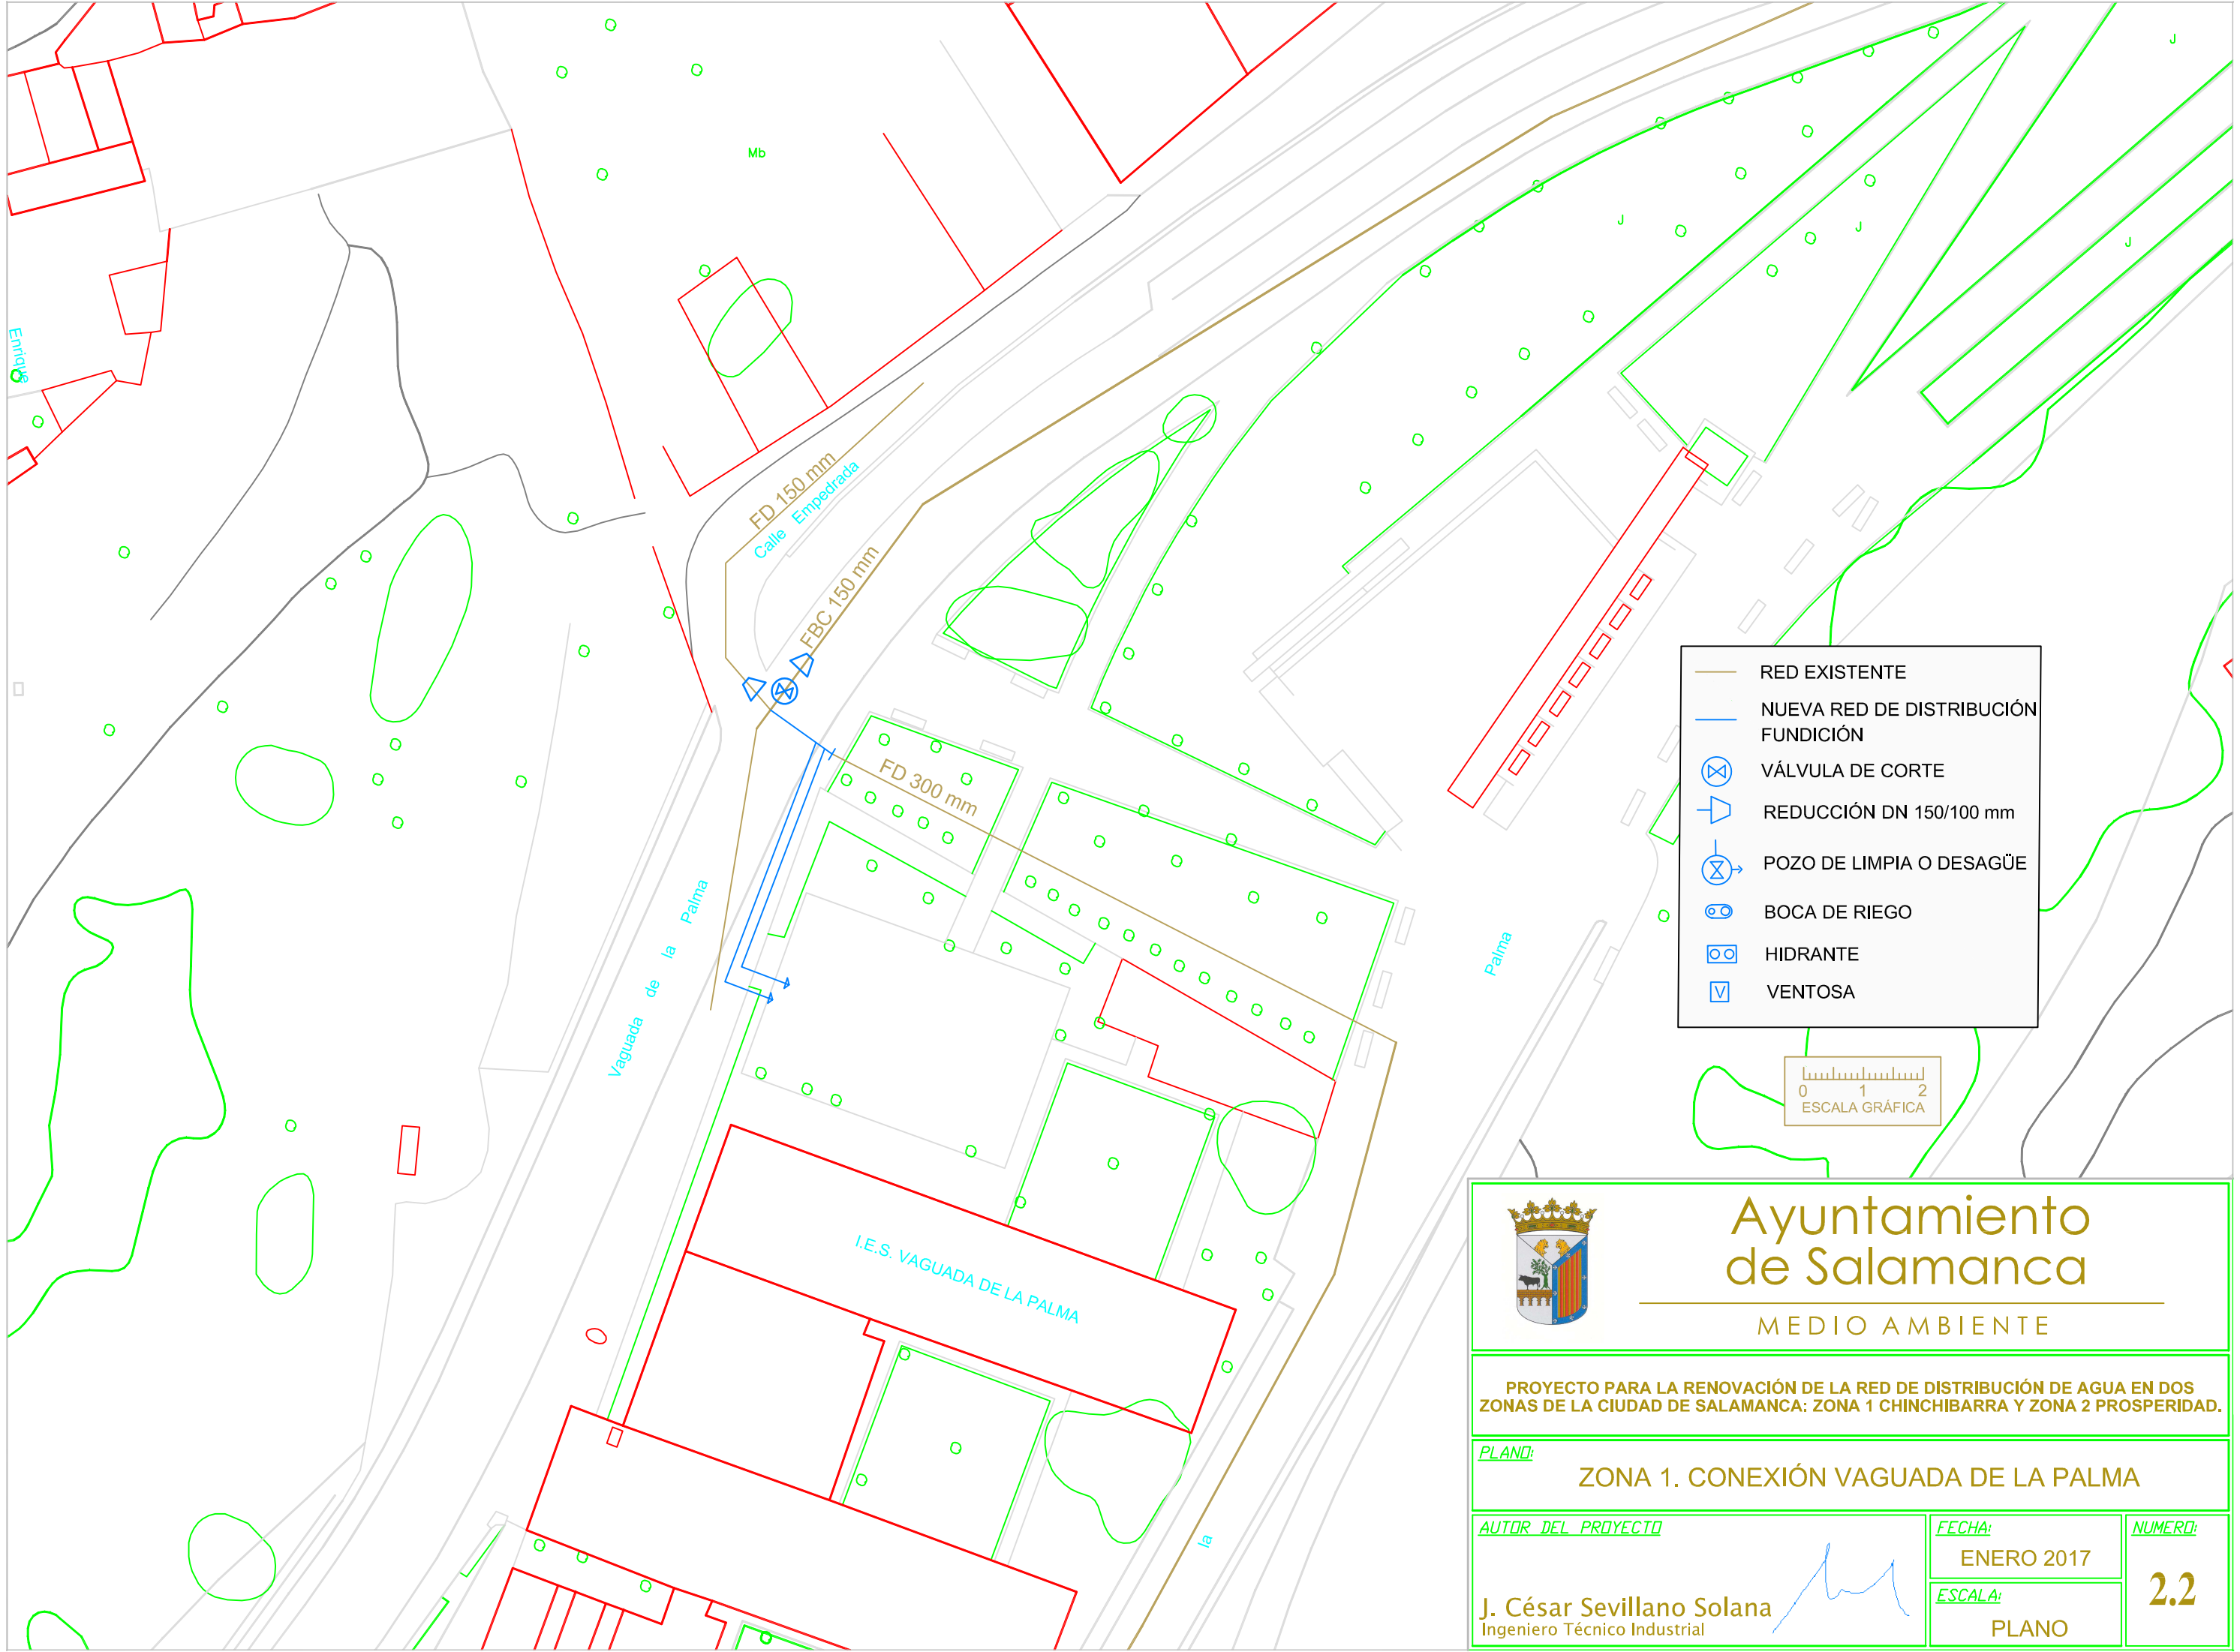 Enrique
Mb
J
J
J
J
FD 150 mm
Calle Empedrada
FBC 150 mm
FD 300 mm
Vaguada de la Palma
Palma
la
I.E.S. VAGUADA DE LA PALMA
RED EXISTENTE
NUEVA RED DE DISTRIBUCIÓN
FUNDICIÓN
VÁLVULA DE CORTE
REDUCCIÓN DN 150/100 mm
POZO DE LIMPIA O DESAGÜE
BOCA DE RIEGO
HIDRANTE
V VENTOSA
0 1 2
ESCALA GRÁFICA
Ayuntamiento
de Salamanca
MEDIO AMBIENTE
PROYECTO PARA LA RENOVACIÓN DE LA RED DE DISTRIBUCIÓN DE AGUA EN DOS
ZONAS DE LA CIUDAD DE SALAMANCA: ZONA 1 CHINCHIBARRA Y ZONA 2 PROSPERIDAD.
PLANO:
ZONA 1. CONEXIÓN VAGUADA DE LA PALMA
AUTOR DEL PROYECTO
J. César Sevillano Solana
Ingeniero Técnico Industrial
FECHA:
ENERO 2017
ESCALA:
PLANO
NUMERO:
2.2